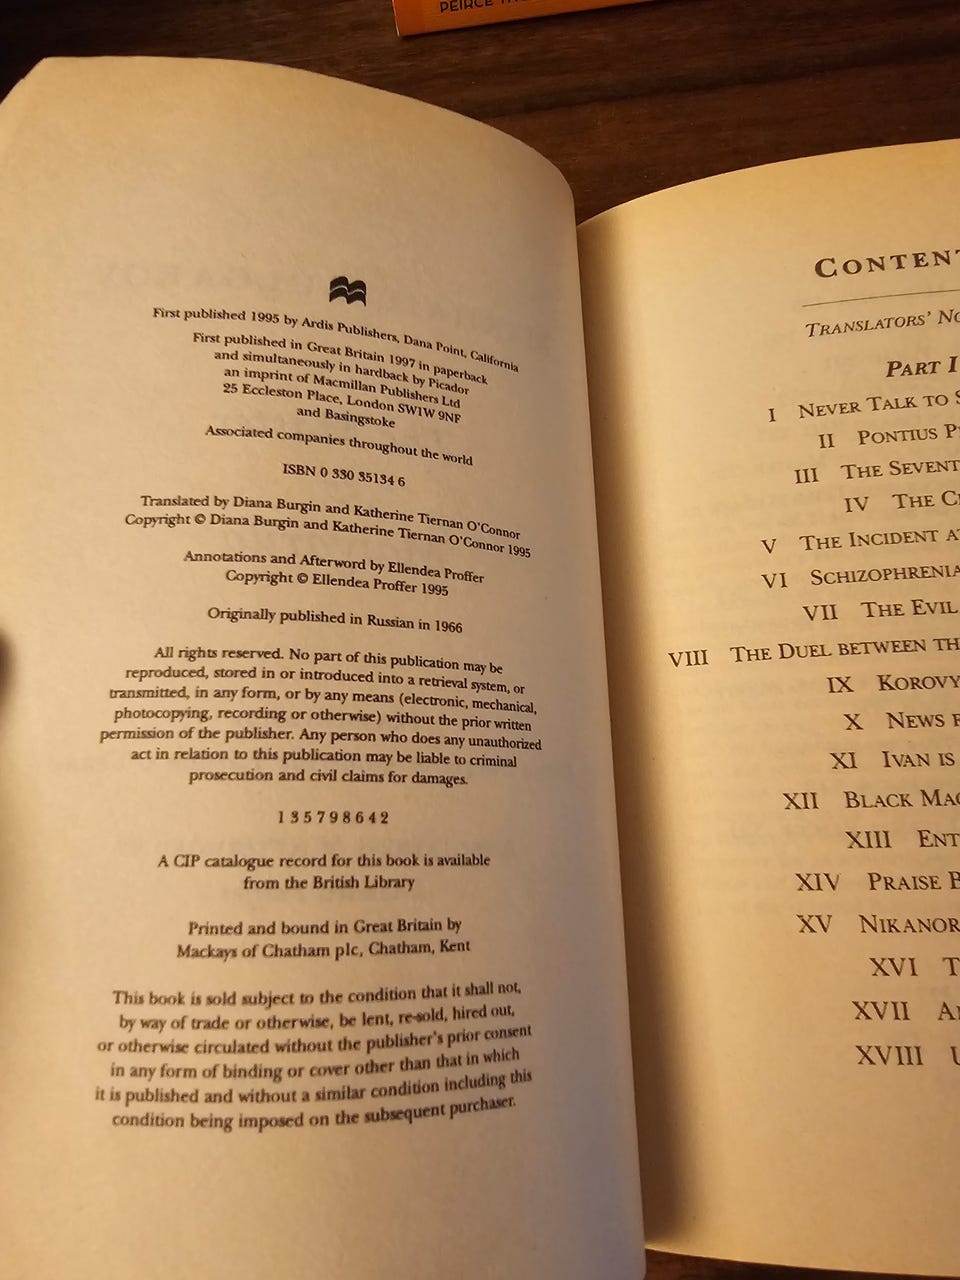 PEIRCE
First published 1995 by Ardis Publishers, Dana Point, California
First published in Great Britain 1997 in paperback
and simultaneously in hardback by Picador
an imprint of Macmillan Publishers Ltd
25 Eccleston Place, London SW1W 9NF
and Basingstoke
Associated companies throughout the world
ISBN 0 330 35134 6
Translated by Diana Burgin and Katherine Tiernan O'Connor
Copyright © Diana Burgin and Katherine Tiernan O'Connor 1995
Annotations and Afterword by Ellendea Proffer
Copyright © Ellendea Proffer 1995
Originally published in Russian in 1966
All rights reserved. No part of this publication may be
reproduced, stored in or introduced into a retrieval system, or
transmitted, in any form, or by any means (electronic, mechanical,
photocopying, recording or otherwise) without the prior written
permission of the publisher. Any person who does any unauthorized
act in relation to this publication may be liable to criminal
prosecution and civil claims for damages.
1 3 5 7 9 8 6 4 2
A CIP catalogue record for this book is available
from the British Library
Printed and bound in Great Britain by
Mackays of Chatham plc, Chatham, Kent
This book is sold subject to the condition that it shall not,
by way of trade or otherwise, be lent, re-sold, hired out,
or otherwise circulated without the publisher's prior consent
in any form of binding or cover other than that in which
it is published and without a similar condition including this
condition being imposed on the subsequent purchaser.
CONTENT
TRANSLATORS' NO
PART I
I NEVER TALK TO S
II PONTIUS P
III THE SEVENT
IV THE C
V THE INCIDENT A
VI SCHIZOPHRENIA
VII THE EVIL
VIII THE DUEL BETWEEN TH
IX KOROVY
X NEWS F
XI IVAN IS
XII BLACK MAG
XIII ENT
XIV PRAISE B
XV NIKANOR
XVI T
XVII A
XVIII U